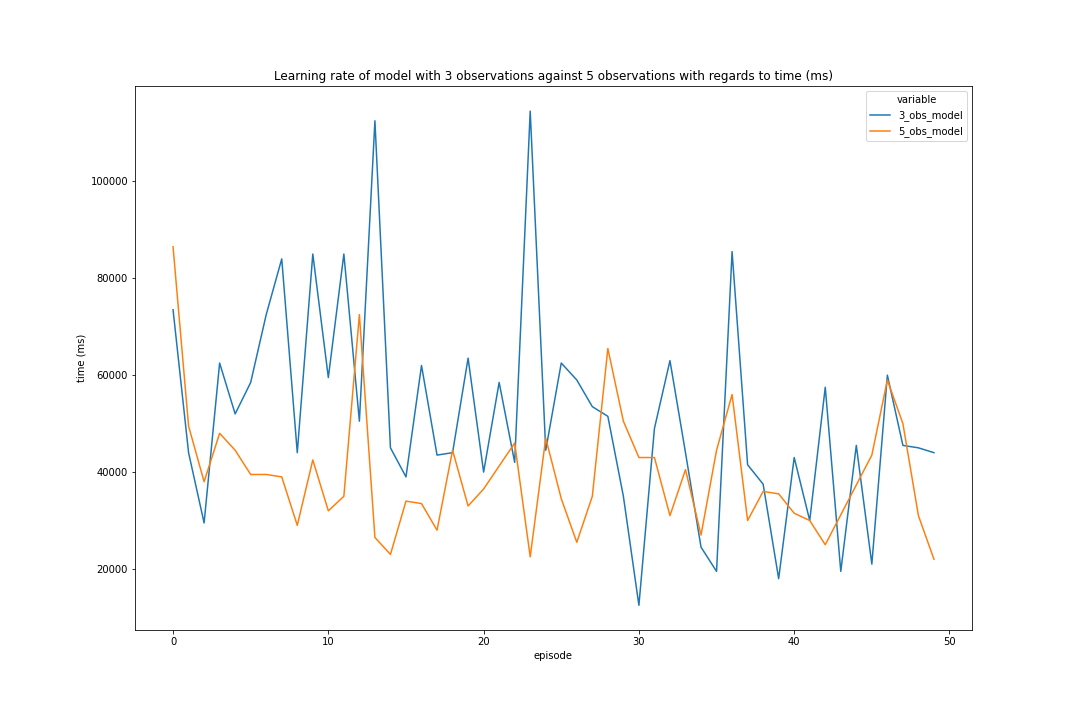 Learning rate of model with 3 observations against 5 observations with regards to time (ms)
variable
3_obs_model
5_obs_model
100000
80000
60000
40000
20000
time (ms)
0
10
20
30
40
50
episode